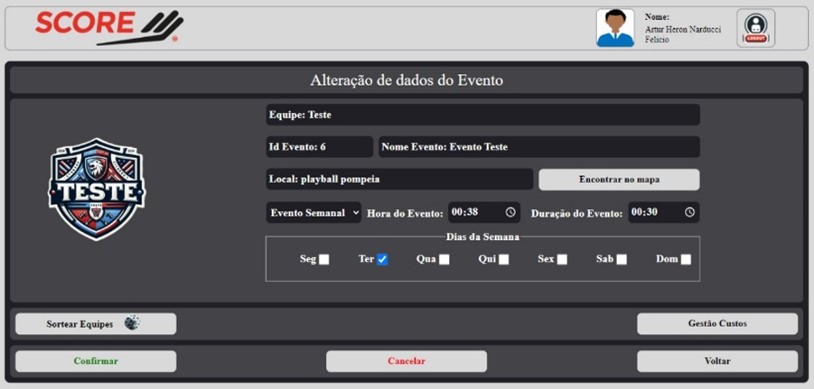 SCORE
Nome:
Artur Heron Narducci
Felicio
LOGOUT
Alteração de dados do Evento
TESTE
Equipe: Teste
Id Evento: 6
Nome Evento: Evento Teste
Local: playball pompeia
Encontrar no mapa
Evento Semanal
Hora do Evento: 00:38
Duração do Evento: 00:30
Dias da Semana
Seg Ter Qua Qui Sex Sab Dom
Sortear Equipes
Gestão Custos
Confirmar
Cancelar
Voltar